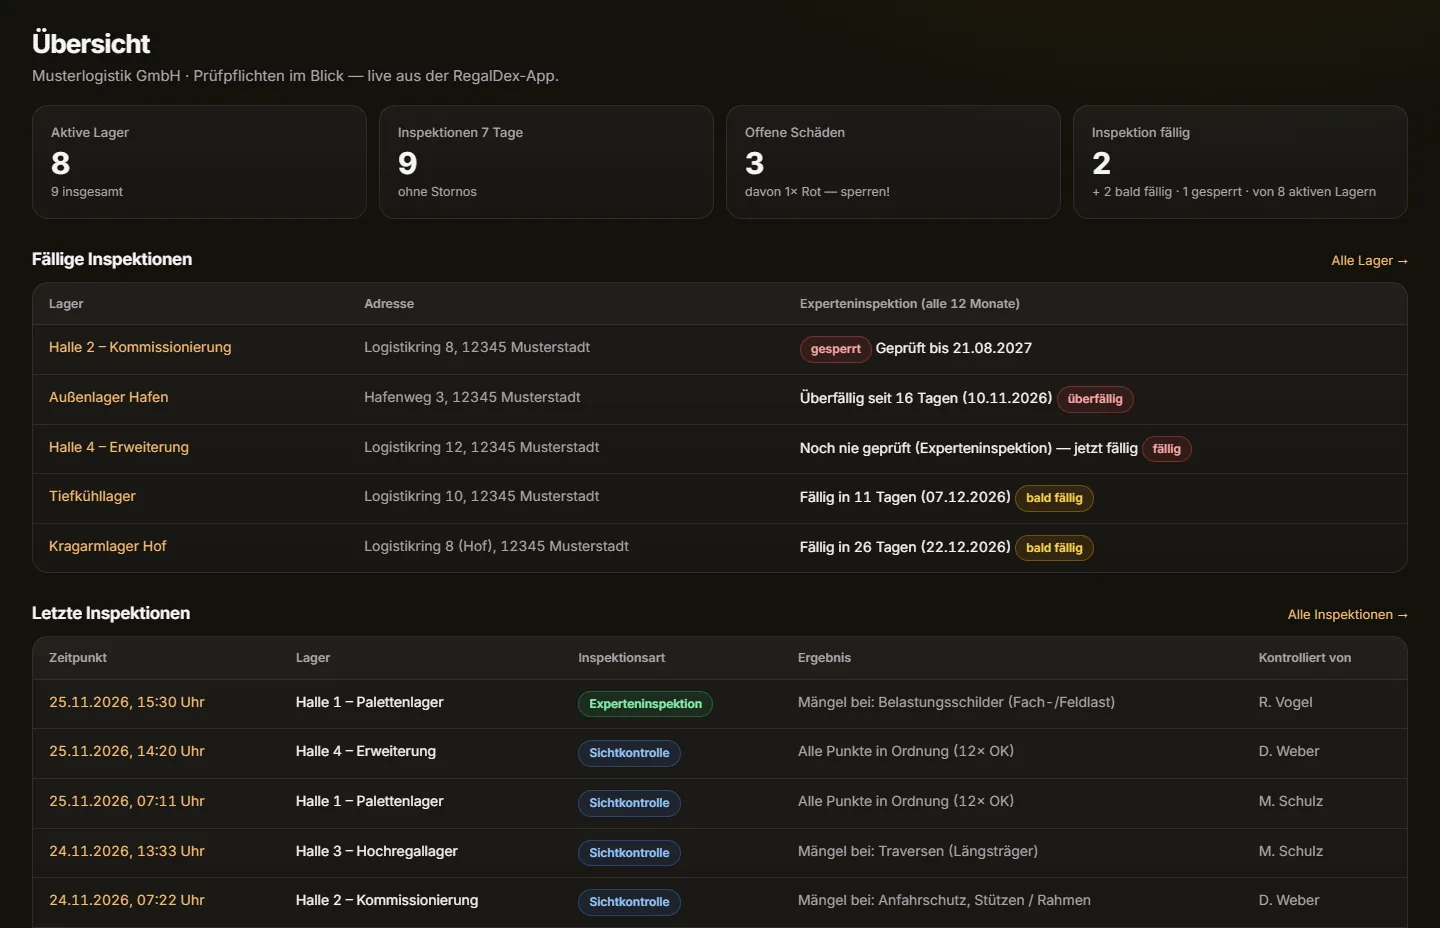 Übersicht
Musterlogistik GmbH · Prüfpflichten im Blick — live aus der RegalDex-App.
Aktive Lager
8
9 insgesamt
Inspektionen 7 Tage
9
ohne Stornos
Offene Schäden
3
davon 1× Rot — sperren!
Inspektion fällig
2
+ 2 bald fällig · 1 gesperrt · von 8 aktiven Lagern
Fällige Inspektionen
Alle Lager →
Lager Adresse Experteninspektion (alle 12 Monate)
Halle 2 – Kommissionierung Logistikring 8, 12345 Musterstadt gesperrt Geprüft bis 21.08.2027
Außenlager Hafen Hafenweg 3, 12345 Musterstadt Überfällig seit 16 Tagen (10.11.2026) überfällig
Halle 4 – Erweiterung Logistikring 12, 12345 Musterstadt Noch nie geprüft (Experteninspektion) — jetzt fällig fällig
Tiefkühllager Logistikring 10, 12345 Musterstadt Fällig in 11 Tagen (07.12.2026) bald fällig
Kragarmlager Hof Logistikring 8 (Hof), 12345 Musterstadt Fällig in 26 Tagen (22.12.2026) bald fällig
Letzte Inspektionen
Alle Inspektionen →
Zeitpunkt Lager Inspektionsart Ergebnis Kontrolliert von
25.11.2026, 15:30 Uhr Halle 1 – Palettenlager Experteninspektion Mängel bei: Belastungsschilder (Fach-/Feldlast) R. Vogel
25.11.2026, 14:20 Uhr Halle 4 – Erweiterung Sichtkontrolle Alle Punkte in Ordnung (12× OK) D. Weber
25.11.2026, 07:11 Uhr Halle 1 – Palettenlager Sichtkontrolle Alle Punkte in Ordnung (12× OK) M. Schulz
24.11.2026, 13:33 Uhr Halle 3 – Hochregallager Sichtkontrolle Mängel bei: Traversen (Längsträger) M. Schulz
24.11.2026, 07:22 Uhr Halle 2 – Kommissionierung Sichtkontrolle Mängel bei: Anfahrschutz, Stützen / Rahmen D. Weber